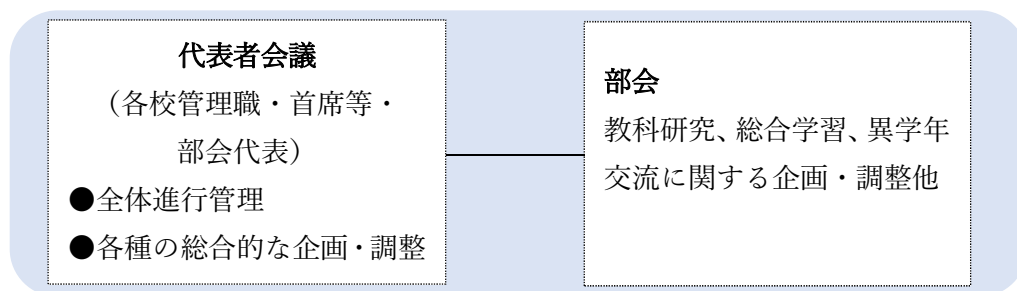 代表者会議
（各校管理職・首席等・
部会代表）
●全体進行管理
●各種の総合的な企画・調整
部会
教科研究、総合学習、異学年
交流に関する企画・調整他